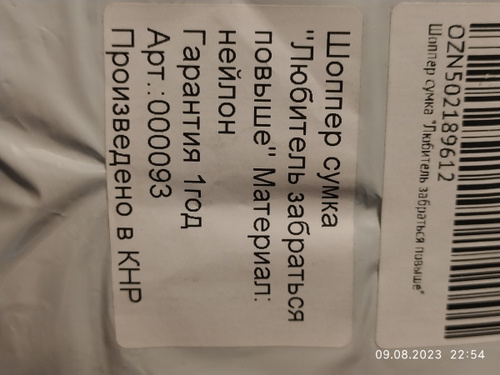 Шоппер сумка
"Любитель забраться
повыше" Материал:
нейлон
Гарантия 1год
Арт.:000093
Произведено в КНР
OZN502189612
Шоппер сумка "Любитель забраться повыше"
09.08.2023 22:54